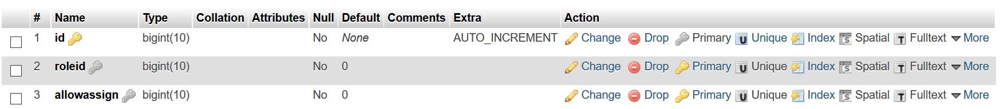 # Name Type Collation Attributes Null Default Comments Extra Action
1 id bigint(10) No None AUTO_INCREMENT Change Drop Primary Unique Index Spatial Fulltext More
2 roleid bigint(10) No 0 Change Drop Primary Unique Index Spatial Fulltext More
3 allowassign bigint(10) No 0 Change Drop Primary Unique Index Spatial Fulltext More